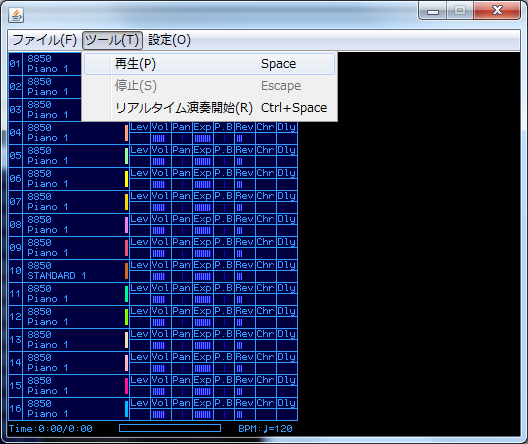 ファイル(F) ツール(T) 設定(O)
再生(P) Space
停止(S) Escape
リアルタイム演奏開始(R) Ctrl+Space
01 8850
Piano 1
02 8850
Piano 1
03 8850
Piano 1
04 8850 Lev Vol Pan Exp P.B Rev Chr Dly
Piano 1
05 8850 Lev Vol Pan Exp P.B Rev Chr Dly
Piano 1
06 8850 Lev Vol Pan Exp P.B Rev Chr Dly
Piano 1
07 8850 Lev Vol Pan Exp P.B Rev Chr Dly
Piano 1
08 8850 Lev Vol Pan Exp P.B Rev Chr Dly
Piano 1
09 8850 Lev Vol Pan Exp P.B Rev Chr Dly
Piano 1
10 8850 Lev Vol Pan Exp P.B Rev Chr Dly
STANDARD 1
11 8850 Lev Vol Pan Exp P.B Rev Chr Dly
Piano 1
12 8850 Lev Vol Pan Exp P.B Rev Chr Dly
Piano 1
13 8850 Lev Vol Pan Exp P.B Rev Chr Dly
Piano 1
14 8850 Lev Vol Pan Exp P.B Rev Chr Dly
Piano 1
15 8850 Lev Vol Pan Exp P.B Rev Chr Dly
Piano 1
16 8850 Lev Vol Pan Exp P.B Rev Chr Dly
Piano 1
Time:0:00/0:00 BPM:♩=120